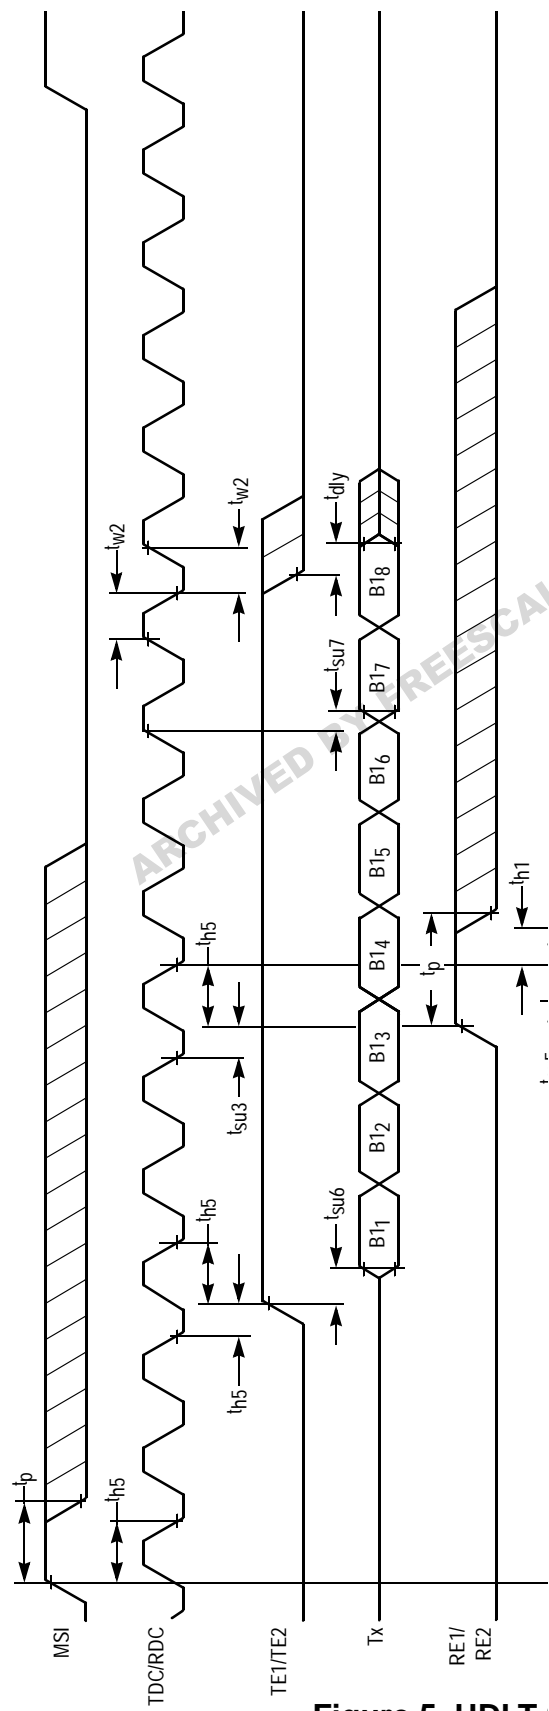 MSI
TDC/RDC
TE1/TE2
Tx
RE1/
RE2
tp
th5
tw2
tw2
th5
tsu3
th5
th5
tdly
tsu7
tsu6
B11
B12
B13
B14
B15
B16
B17
B18
tp
th1
ARCHIVED BY FREESCAL
Figure 5. UDLT